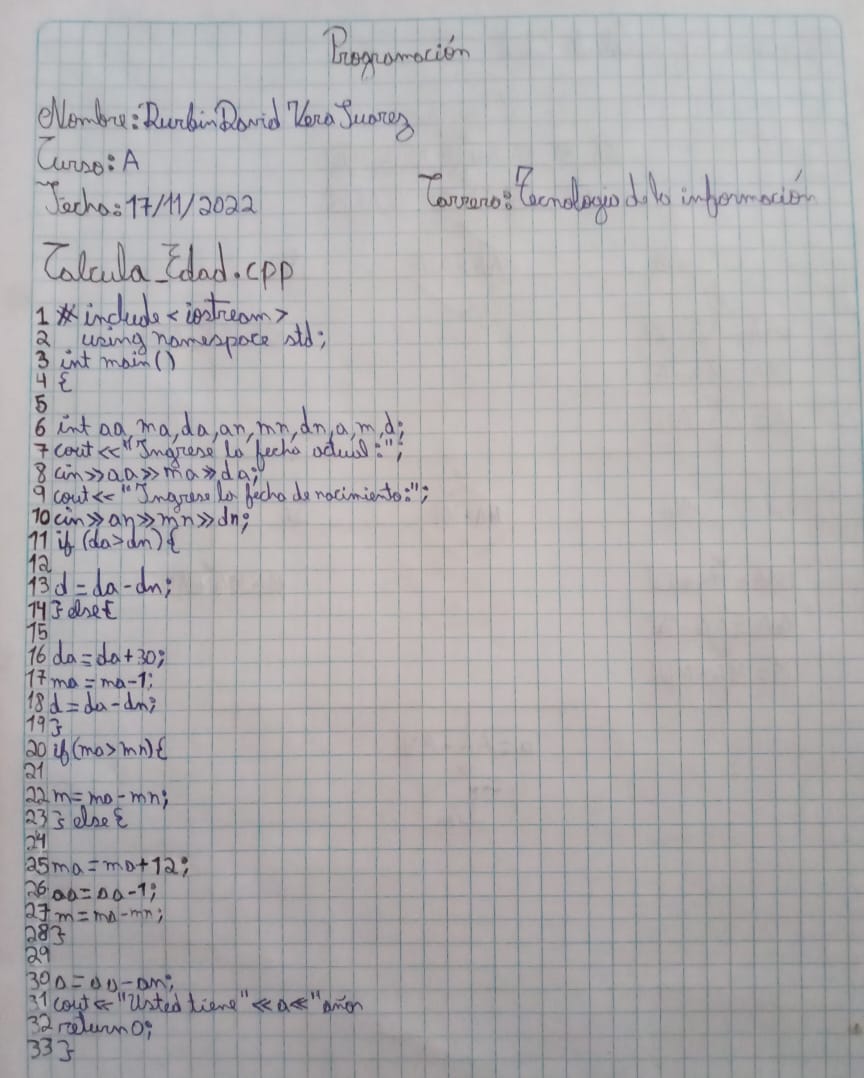 Programación
Nombre: Durbin David Vera Suarez
Curso: A
Fecha: 17/11/2022
Carrera: Tecnologia de la información
Calcula_Edad.cpp
1 # include < iostream >
2 using namespace std;
3 int main()
4 {
5
6 int aa, ma, da, an, mn, dn, a, m, d;
7 cout << "Ingrese la fecha actual:";
8 cin >> aa >> ma >> da;
9 cout << "Ingrese la fecha de nacimiento:";
10 cin >> an >> mn >> dn;
11 if (da > dn) {
12
13 d = da - dn;
14 } else {
15
16 da = da + 30;
17 ma = ma - 1;
18 d = da - dn;
19 }
20 if (ma > mn) {
21
22 m = ma - mn;
23 } else {
24
25 ma = ma + 12;
26 aa = aa - 1;
27 m = ma - mn;
28 }
29
30 a = aa - an;
31 cout << "Usted tiene" << a << "años
32 return 0;
33 }